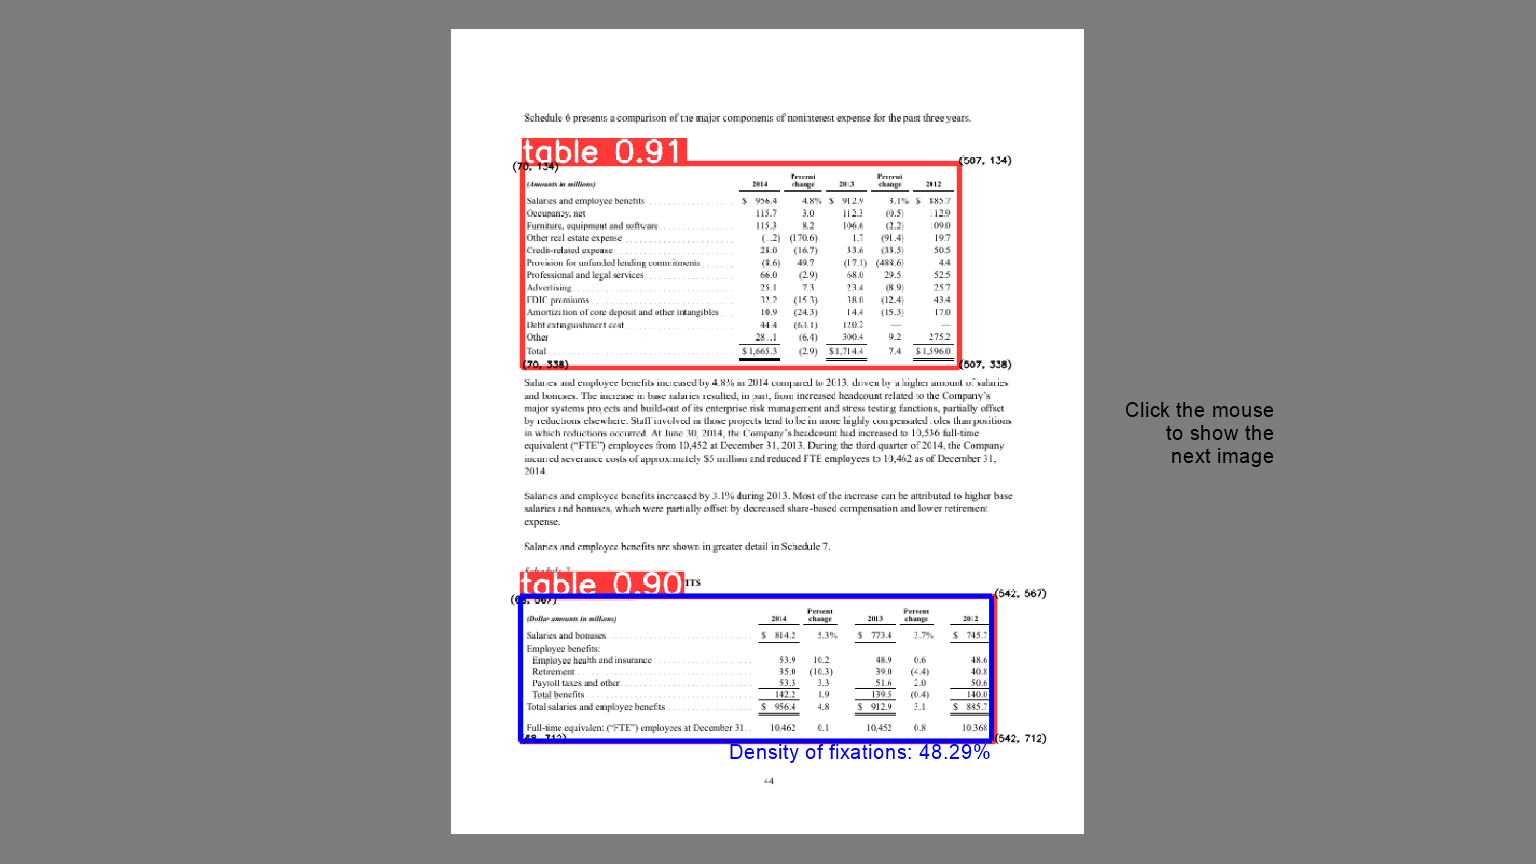 Schedule 6 presents a comparison of the major components of noninterest expense for the past three years.
table 0.91
(70, 134) (507, 134)
(Amounts in millions) 2014 Percent change 2013 Percent change 2012
Salaries and employee benefits $ 956.4 4.8% $ 912.9 3.1% $ 885.7
Occupancy, net 115.7 3.0 112.3 (0.5) 112.9
Furniture, equipment and software 115.3 8.2 106.6 (2.2) 109.0
Other real estate expense (1.2) (170.6) 1.7 (91.4) 19.7
Credit-related expense 28.0 (16.7) 33.6 (33.5) 50.5
Provision for unfunded lending commitments (8.6) 49.7 (17.1) (488.6) 4.4
Professional and legal services 66.0 (2.9) 68.0 29.5 52.5
Advertising 25.1 7.3 23.4 (8.9) 25.7
FDIC premiums 32.2 (15.3) 38.0 (12.4) 43.4
Amortization of core deposit and other intangibles 10.9 (24.3) 14.4 (15.3) 17.0
Debt extinguishment cost 44.4 (63.1) 120.2 — —
Other 281.1 (6.4) 300.4 9.2 275.2
Total $ 1,665.3 (2.9) $ 1,714.4 7.4 $ 1,596.0
(70, 338) (507, 338)
Salaries and employee benefits increased by 4.8% in 2014 compared to 2013, driven by a higher amount of salaries
and bonuses. The increase in base salaries resulted, in part, from increased headcount related to the Company's
major systems projects and build-out of its enterprise risk management and stress testing functions, partially offset
by reductions elsewhere. Staff involved in those projects tend to be in more highly compensated roles than positions
in which reductions occurred. At June 30, 2014, the Company's headcount had increased to 10,536 full-time
equivalent ("FTE") employees from 10,452 at December 31, 2013. During the third quarter of 2014, the Company
incurred severance costs of approximately $5 million and reduced FTE employees to 10,462 as of December 31,
2014.
Salaries and employee benefits increased by 3.1% during 2013. Most of the increase can be attributed to higher base
salaries and bonuses, which were partially offset by decreased share-based compensation and lower retirement
expense.
Salaries and employee benefits are shown in greater detail in Schedule 7.
Schedule 7
table 0.90 ITS
(542, 567)
(Dollar amounts in millions) 2014 Percent change 2013 Percent change 2012
Salaries and bonuses $ 814.2 5.3% $ 773.4 3.7% $ 745.7
Employee benefits:
Employee health and insurance 53.9 10.2 48.9 0.6 48.6
Retirement 35.0 (10.3) 39.0 (4.4) 40.8
Payroll taxes and other 53.3 3.3 51.6 2.0 50.6
Total benefits 142.2 1.9 139.5 (0.4) 140.0
Total salaries and employee benefits $ 956.4 4.8 $ 912.9 3.1 $ 885.7
Full-time equivalent ("FTE") employees at December 31. 10,462 0.1 10,452 0.8 10,368
(68, 712) (542, 712)
Density of fixations: 48.29%
44
Click the mouse
to show the
next image